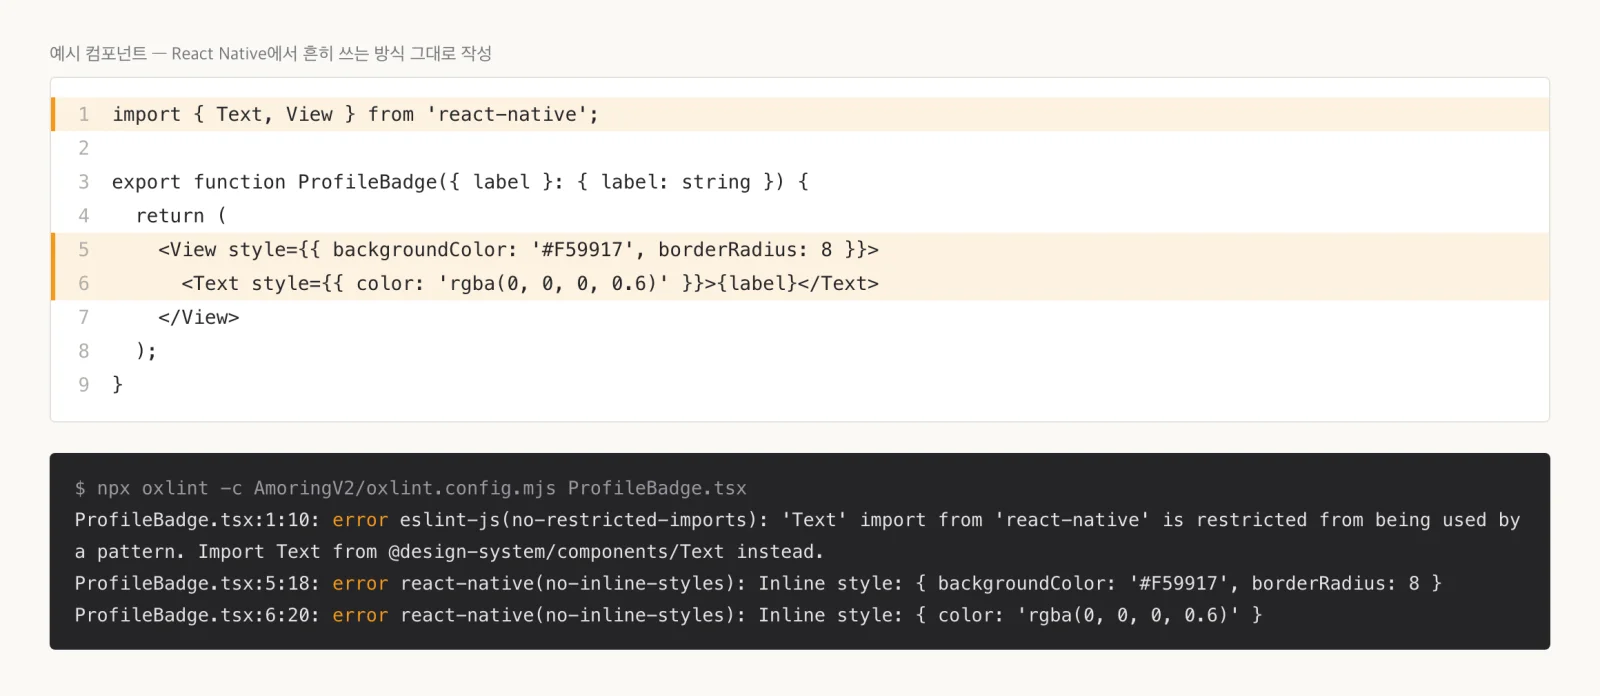 예시 컴포넌트 — React Native에서 흔히 쓰는 방식 그대로 작성
1 import { Text, View } from 'react-native';
2
3 export function ProfileBadge({ label }: { label: string }) {
4   return (
5     <View style={{ backgroundColor: '#F59917', borderRadius: 8 }}>
6       <Text style={{ color: 'rgba(0, 0, 0, 0.6)' }}>{label}</Text>
7     </View>
8   );
9 }
$ npx oxlint -c AmoringV2/oxlint.config.mjs ProfileBadge.tsx
ProfileBadge.tsx:1:10: error eslint-js(no-restricted-imports): 'Text' import from 'react-native' is restricted from being used by
a pattern. Import Text from @design-system/components/Text instead.
ProfileBadge.tsx:5:18: error react-native(no-inline-styles): Inline style: { backgroundColor: '#F59917', borderRadius: 8 }
ProfileBadge.tsx:6:20: error react-native(no-inline-styles): Inline style: { color: 'rgba(0, 0, 0, 0.6)' }